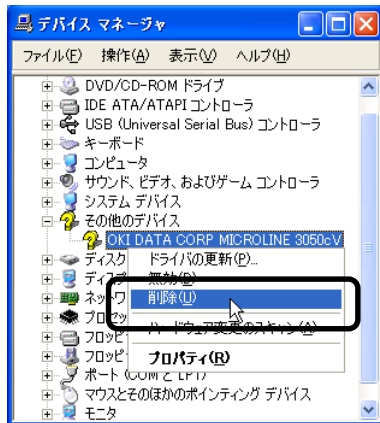 デバイス マネージャ
ファイル(F) 操作(A) 表示(V) ヘルプ(H)
DVD/CD-ROM ドライブ
IDE ATA/ATAPI コントローラ
USB (Universal Serial Bus) コントローラ
キーボード
コンピュータ
サウンド、ビデオ、およびゲーム コントローラ
システム デバイス
その他のデバイス
OKI DATA CORP MICROLINE 3050cV
ディスク
ドライバの更新(P)...
ディスプ
無効(D)
ネットワ
削除(U)
プロセッ
ハードウェア変更のスキャン(A)
フロッピ
フロッピ
プロパティ(R)
ポート (COM と LPT)
マウスとそのほかのポインティング デバイス
モニタ